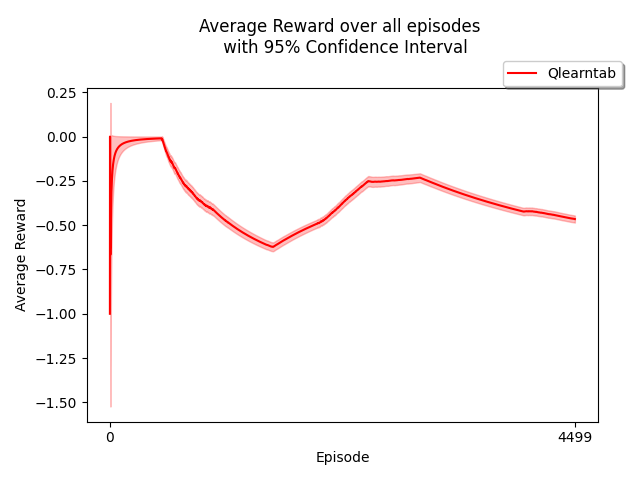 Average Reward over all episodes
with 95% Confidence Interval
Qlearntab
0.25
0.00
−0.25
−0.50
−0.75
−1.00
−1.25
−1.50
Average Reward
0
4499
Episode